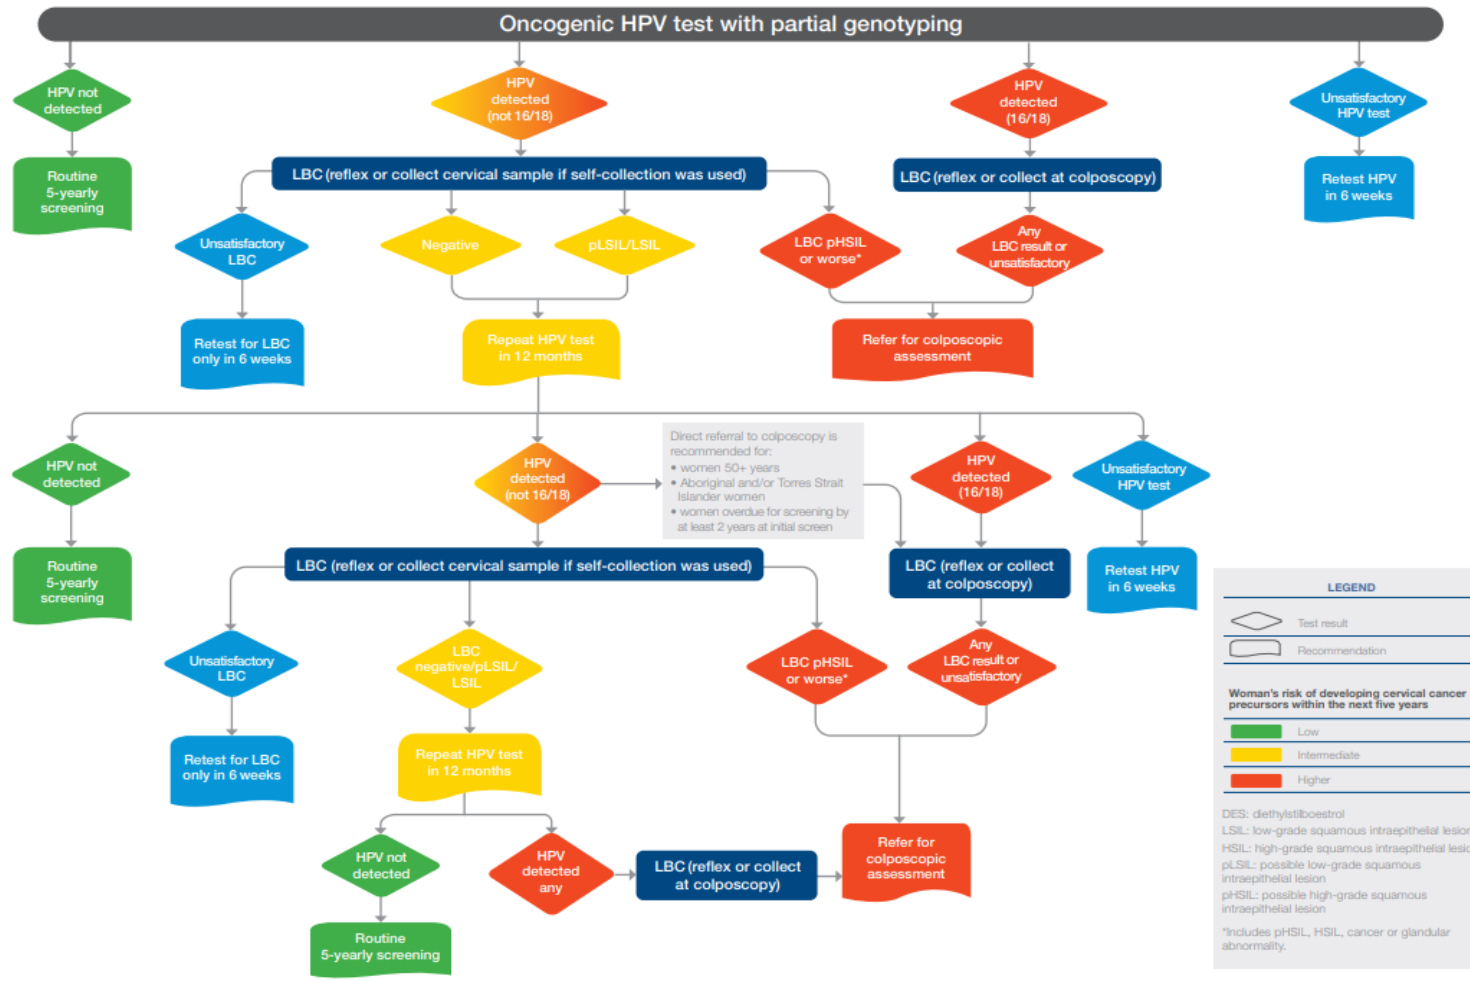 Oncogenic HPV test with partial genotyping
HPV not
detected
HPV
detected
(not 16/18)
HPV
detected
(16/18)
Unsatisfactory
HPV test
Routine
5-yearly
screening
LBC (reflex or collect cervical sample if self-collection was used)
LBC (reflex or collect at colposcopy)
Retest HPV
in 6 weeks
Unsatisfactory
LBC
Negative
pLSIL/LSIL
LBC pHSIL
or worse*
Any
LBC result or
unsatisfactory
Retest for LBC
only in 6 weeks
Repeat HPV test
in 12 months
Refer for colposcopic
assessment
HPV not
detected
HPV
detected
(not 16/18)
Direct referral to colposcopy is
recommended for:
• women 50+ years
• Aboriginal and/or Torres Strait
Islander women
• women overdue for screening by
at least 2 years at initial screen
HPV
detected
(16/18)
Unsatisfactory
HPV test
Routine
5-yearly
screening
LBC (reflex or collect cervical sample if self-collection was used)
LBC (reflex or collect
at colposcopy)
Retest HPV
in 6 weeks
Unsatisfactory
LBC
LBC
negative/pLSIL/
LSIL
LBC pHSIL
or worse*
Any
LBC result or
unsatisfactory
Retest for LBC
only in 6 weeks
Repeat HPV test
in 12 months
HPV not
detected
HPV
detected
any
LBC (reflex or collect
at colposcopy)
Refer for
colposcopic
assessment
Routine
5-yearly screening
LEGEND
Test result
Recommendation
Woman's risk of developing cervical cancer
precursors within the next five years
Low
Intermediate
Higher
DES: diethylstilboestrol
LSIL: low-grade squamous intraepithelial lesion
HSIL: high-grade squamous intraepithelial lesic
pLSIL: possible low-grade squamous
intraepithelial lesion
pHSIL: possible high-grade squamous
intraepithelial lesion
*Includes pHSIL, HSIL, cancer or glandular
abnormality.